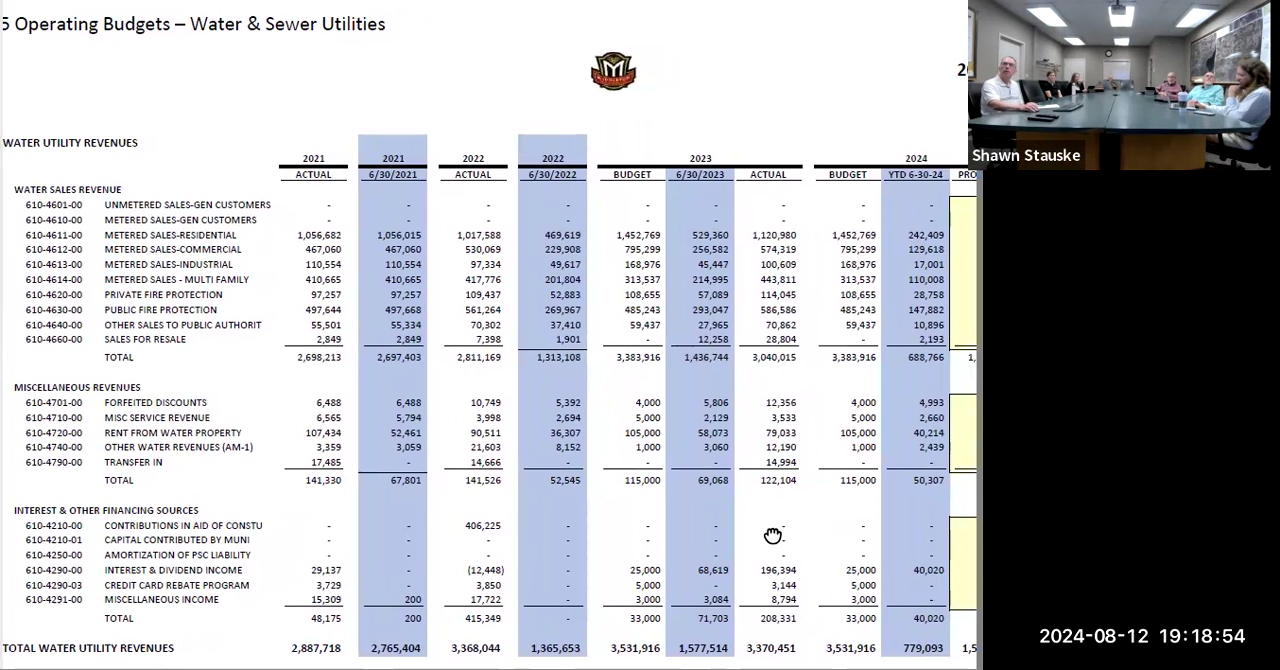 5 Operating Budgets – Water & Sewer Utilities
WATER UTILITY REVENUES
2021 2021 2022 2022 2023 2024
ACTUAL 6/30/2021 ACTUAL 6/30/2022 BUDGET 6/30/2023 ACTUAL BUDGET YTD 6-30-24 PRO
WATER SALES REVENUE
610-4601-00 UNMETERED SALES-GEN CUSTOMERS - - - - - - - - -
610-4610-00 METERED SALES-GEN CUSTOMERS - - - - - - - - -
610-4611-00 METERED SALES-RESIDENTIAL 1,056,682 1,056,015 1,017,588 469,619 1,452,769 529,360 1,120,980 1,452,769 242,409
610-4612-00 METERED SALES-COMMERCIAL 467,060 467,060 530,069 229,908 795,299 256,582 574,319 795,299 129,618
610-4613-00 METERED SALES-INDUSTRIAL 110,554 110,554 97,334 49,617 168,976 45,447 100,609 168,976 17,001
610-4614-00 METERED SALES - MULTI FAMILY 410,665 410,665 417,776 201,804 313,537 214,995 443,811 313,537 110,008
610-4620-00 PRIVATE FIRE PROTECTION 97,257 97,257 109,437 52,883 108,655 57,089 114,045 108,655 28,758
610-4630-00 PUBLIC FIRE PROTECTION 497,644 497,668 561,264 269,967 485,243 293,047 586,586 485,243 147,882
610-4640-00 OTHER SALES TO PUBLIC AUTHORIT 55,501 55,334 70,302 37,410 59,437 27,965 70,862 59,437 10,896
610-4660-00 SALES FOR RESALE 2,849 2,849 7,398 1,901 - 12,258 28,804 - 2,193
TOTAL 2,698,213 2,697,403 2,811,169 1,313,108 3,383,916 1,436,744 3,040,015 3,383,916 688,766 1,
MISCELLANEOUS REVENUES
610-4701-00 FORFEITED DISCOUNTS 6,488 6,488 10,749 5,392 4,000 5,806 12,356 4,000 4,993
610-4710-00 MISC SERVICE REVENUE 6,565 5,794 3,998 2,694 5,000 2,129 3,533 5,000 2,660
610-4720-00 RENT FROM WATER PROPERTY 107,434 52,461 90,511 36,307 105,000 58,073 79,033 105,000 40,214
610-4740-00 OTHER WATER REVENUES (AM-1) 3,359 3,059 21,603 8,152 1,000 3,060 12,190 1,000 2,439
610-4790-00 TRANSFER IN 17,485 - 14,666 - - - 14,994 - -
TOTAL 141,330 67,801 141,526 52,545 115,000 69,068 122,104 115,000 50,307
INTEREST & OTHER FINANCING SOURCES
610-4210-00 CONTRIBUTIONS IN AID OF CONSTU - - 406,225 - - - - - -
610-4210-01 CAPITAL CONTRIBUTED BY MUNI - - - - - - - - -
610-4250-00 AMORTIZATION OF PSC LIABILITY - - - - - - - - -
610-4290-00 INTEREST & DIVIDEND INCOME 29,137 - (12,448) - 25,000 68,619 196,394 25,000 40,020
610-4290-03 CREDIT CARD REBATE PROGRAM 3,729 - 3,850 - 5,000 - 3,144 5,000 -
610-4291-00 MISCELLANEOUS INCOME 15,309 200 17,722 - 3,000 3,084 8,794 3,000 -
TOTAL 48,175 200 415,349 - 33,000 71,703 208,331 33,000 40,020
TOTAL WATER UTILITY REVENUES 2,887,718 2,765,404 3,368,044 1,365,653 3,531,916 1,577,514 3,370,451 3,531,916 779,093 1,5
Shawn Stauske
2024-08-12 19:18:54